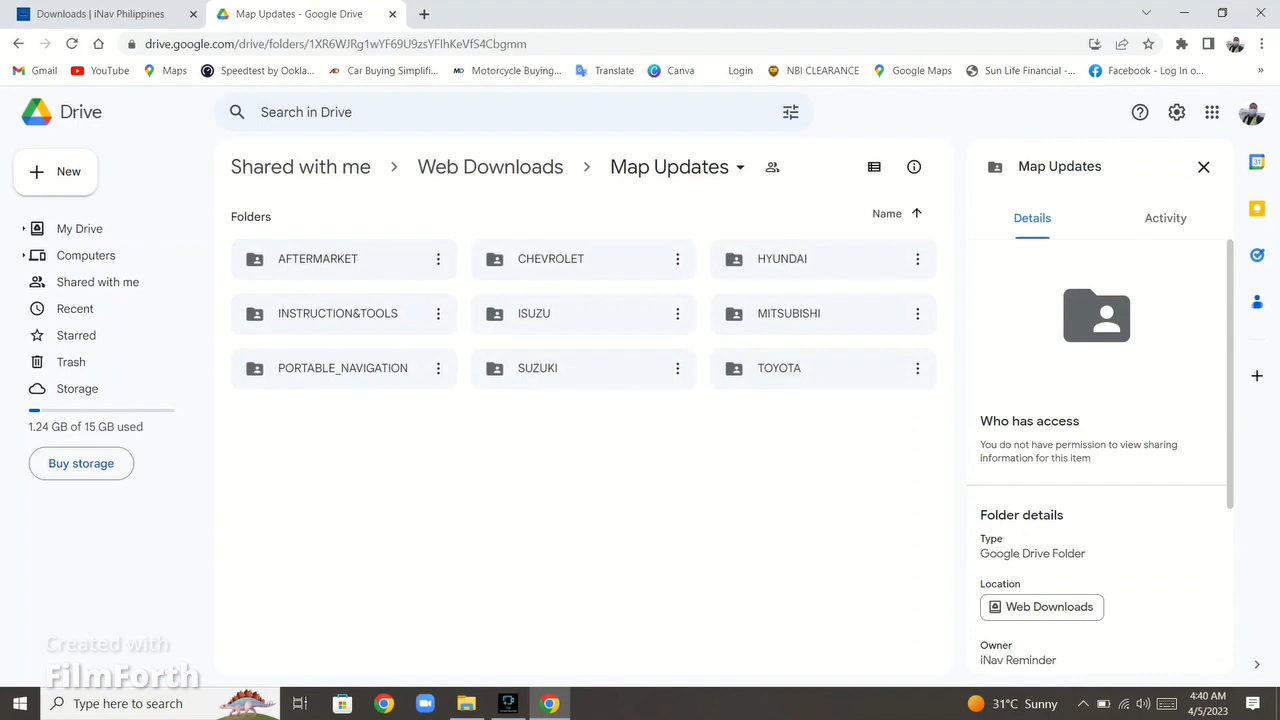 Downloads | iNav Philippines
Map Updates - Google Drive
drive.google.com/drive/folders/1XR6WJRg1wYF69U9zsYFIhKeVfS4Cbgmm
Gmail
YouTube
Maps
Speedtest by Ookla...
Car Buying Simplifi...
Motorcycle Buying...
Translate
Canva
Login
NBI CLEARANCE
Google Maps
Sun Life Financial -...
Facebook - Log In o...
»
Drive
Search in Drive
New
Shared with me > Web Downloads > Map Updates
Map Updates
Folders
Name
Details
Activity
My Drive
Computers
Shared with me
Recent
Starred
Trash
Storage
1.24 GB of 15 GB used
Buy storage
AFTERMARKET
CHEVROLET
HYUNDAI
INSTRUCTION&TOOLS
ISUZU
MITSUBISHI
PORTABLE_NAVIGATION
SUZUKI
TOYOTA
31
Who has access
You do not have permission to view sharing
information for this item
Folder details
Type
Google Drive Folder
Location
Web Downloads
Owner
iNav Reminder
Created with
FilmForth
Type here to search
31°C Sunny
4:40 AM
4/5/2023